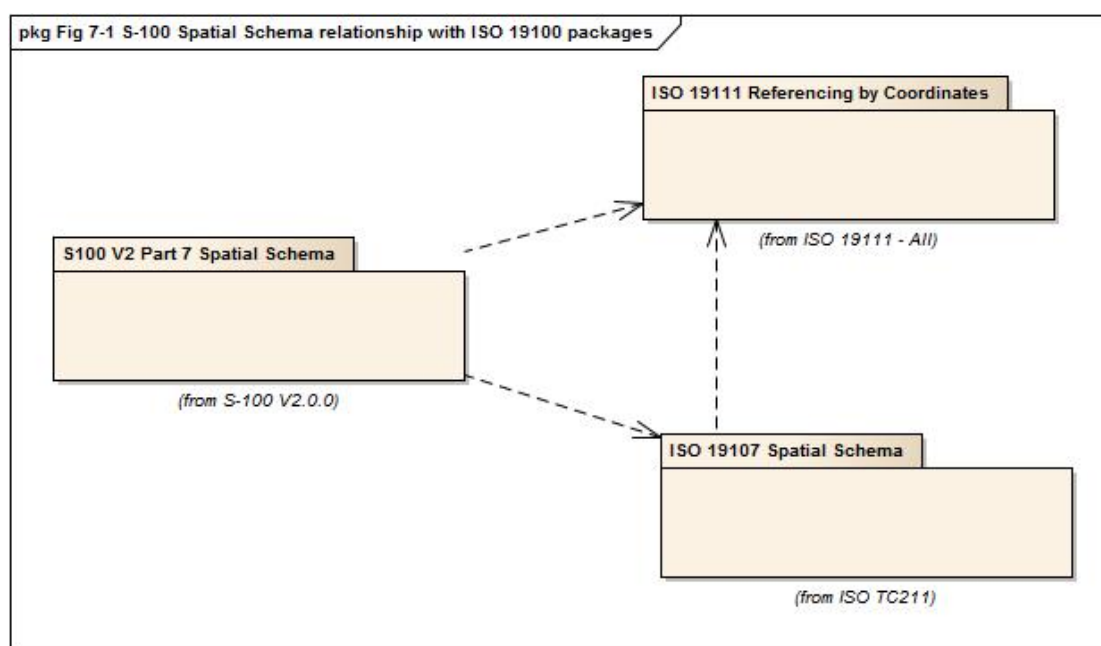 pkg Fig 7-1 S-100 Spatial Schema relationship with ISO 19100 packages
ISO 19111 Referencing by Coordinates
(from ISO 19111 - All)
S100 V2 Part 7 Spatial Schema
(from S-100 V2.0.0)
ISO 19107 Spatial Schema
(from ISO TC211)